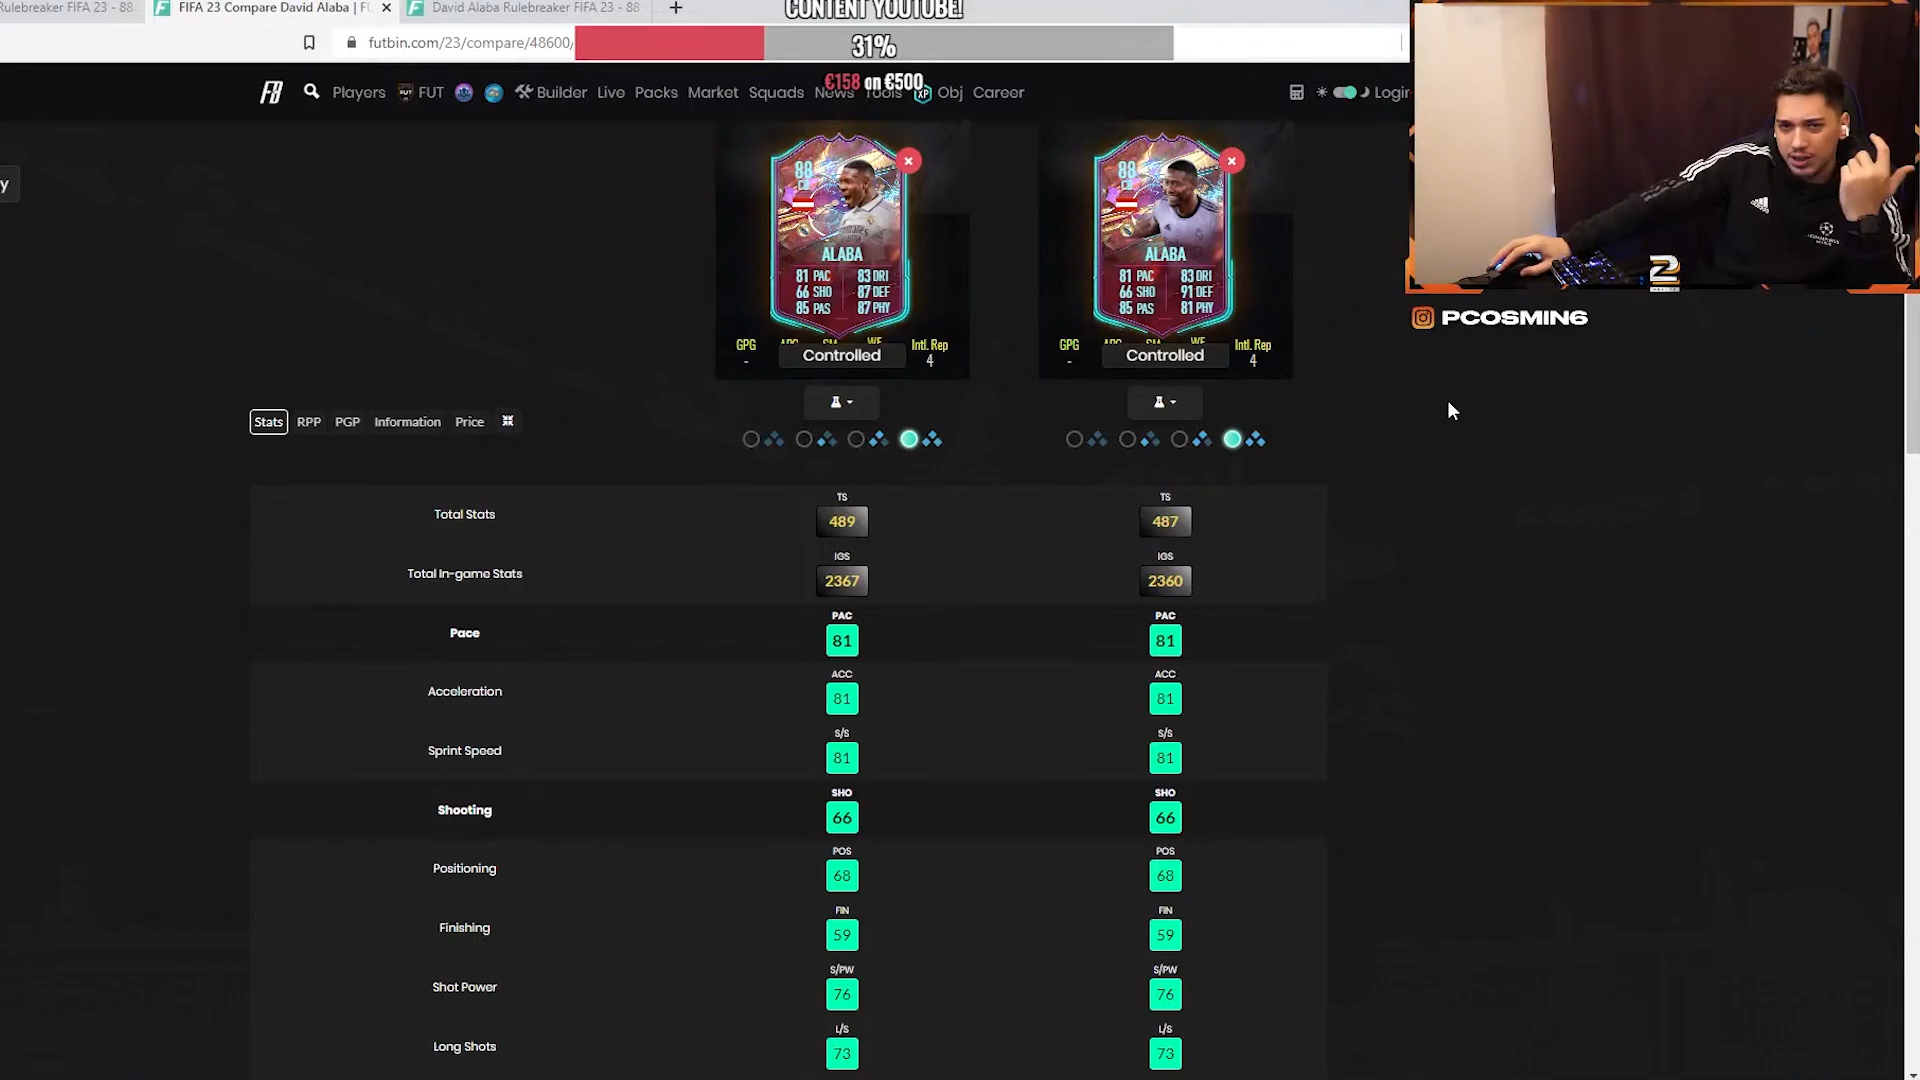 Rulebreaker FIFA 23 - 88
FIFA 23 Compare David Alaba | FU
David Alaba Rulebreaker FIFA 23 - 88
CONTENT YOUTUBE!
futbin.com/23/compare/48600/
31%
€158 on €500
Players FUT Builder Live Packs Market Squads News Tools XP Obj Career Login
y
88
CB
ALABA
81 PAC 83 DRI
66 SHO 87 DEF
85 PAS 87 PHY
GPG Intl. Rep
- 4
Controlled
88
CB
ALABA
81 PAC 83 DRI
66 SHO 91 DEF
85 PAS 81 PHY
GPG Intl. Rep
- 4
Controlled
PCOSMIN6
Stats RPP PGP Information Price
Total Stats
TS
489
TS
487
Total In-game Stats
IGS
2367
IGS
2360
Pace
PAC
81
PAC
81
Acceleration
ACC
81
ACC
81
Sprint Speed
S/S
81
S/S
81
Shooting
SHO
66
SHO
66
Positioning
POS
68
POS
68
Finishing
FIN
59
FIN
59
Shot Power
S/PW
76
S/PW
76
Long Shots
L/S
73
L/S
73